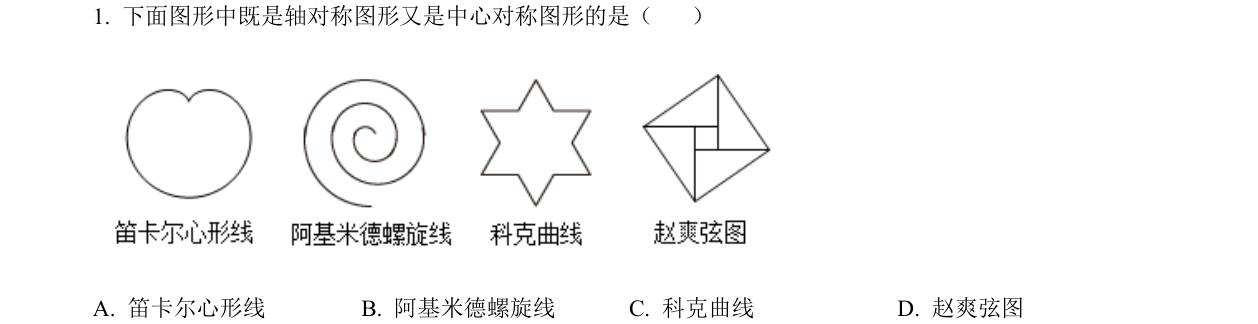 1. 下面图形中既是轴对称图形又是中心对称图形的是（　　）
笛卡尔心形线 阿基米德螺旋线 科克曲线 赵爽弦图
A. 笛卡尔心形线 B. 阿基米德螺旋线 C. 科克曲线 D. 赵爽弦图